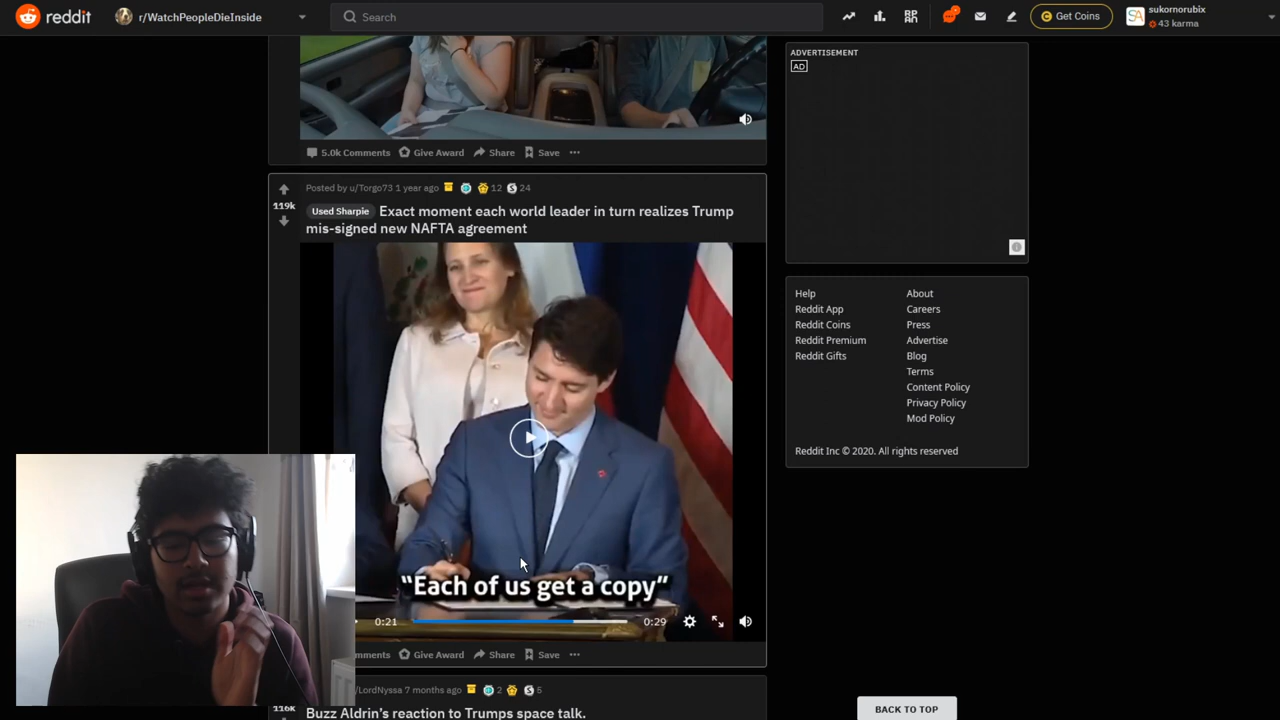 reddit
r/WatchPeopleDieInside
Search
Get Coins
sukornorubix
43 karma
ADVERTISEMENT
AD
5.0k Comments
Give Award
Share
Save
Posted by u/Torgo73 1 year ago
12
24
119k
Used Sharpie
Exact moment each world leader in turn realizes Trump
mis-signed new NAFTA agreement
Help
About
Reddit App
Careers
Reddit Coins
Press
Reddit Premium
Advertise
Reddit Gifts
Blog
Terms
Content Policy
Privacy Policy
Mod Policy
Reddit Inc © 2020. All rights reserved
"Each of us get a copy"
0:21
0:29
mments
Give Award
Share
Save
/LordNyssa 7 months ago
2
5
116k
Buzz Aldrin's reaction to Trumps space talk.
BACK TO TOP